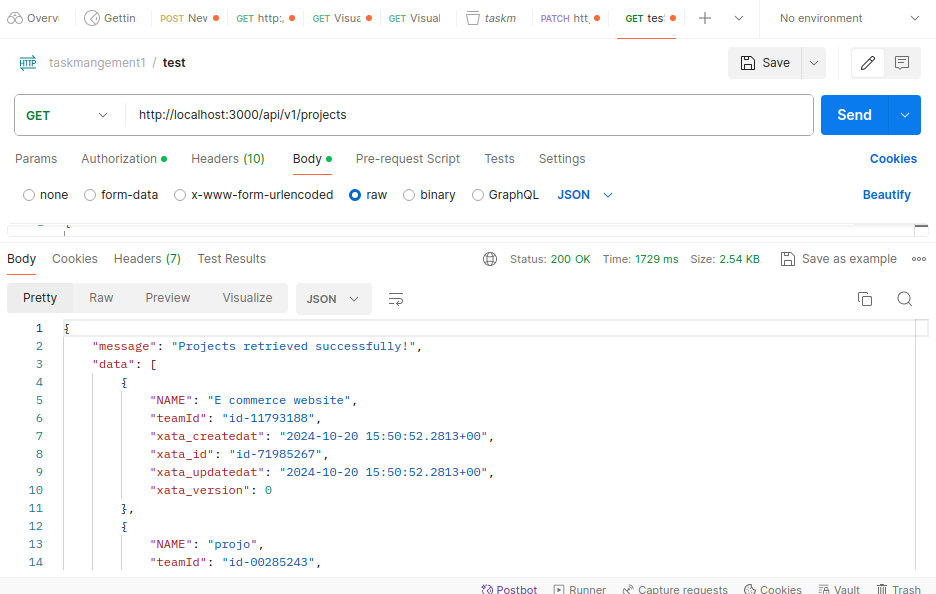 Overvi Gettin POST New GET http:, GET Visua GET Visual taskm PATCH htt, GET tes No environment
HTTP taskmangement1 / test Save
GET http://localhost:3000/api/v1/projects Send
Params Authorization Headers (10) Body Pre-request Script Tests Settings Cookies
none form-data x-www-form-urlencoded raw binary GraphQL JSON Beautify
Body Cookies Headers (7) Test Results Status: 200 OK Time: 1729 ms Size: 2.54 KB Save as example
Pretty Raw Preview Visualize JSON
1 {
2 "message": "Projects retrieved successfully!",
3 "data": [
4 {
5 "NAME": "E commerce website",
6 "teamId": "id-11793188",
7 "xata_createdat": "2024-10-20 15:50:52.2813+00",
8 "xata_id": "id-71985267",
9 "xata_updatedat": "2024-10-20 15:50:52.2813+00",
10 "xata_version": 0
11 },
12 {
13 "NAME": "projo",
14 "teamId": "id-00285243",
Postbot Runner Capture requests Cookies Vault Trash